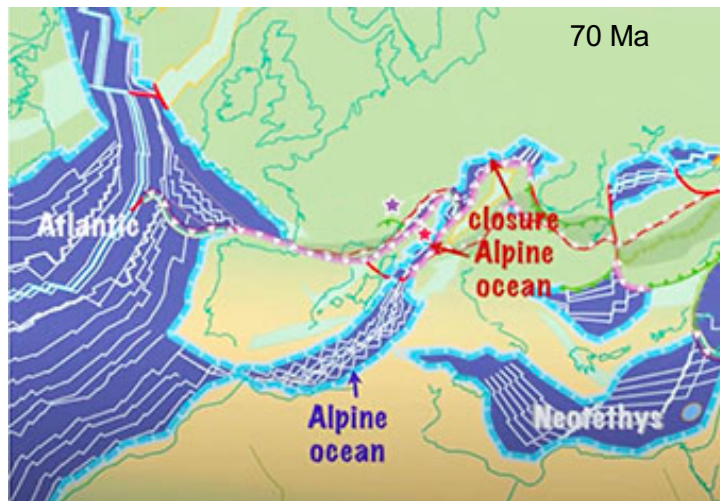 70 Ma
Atlantic
closure
Alpine
ocean
Alpine
ocean
Neotethys